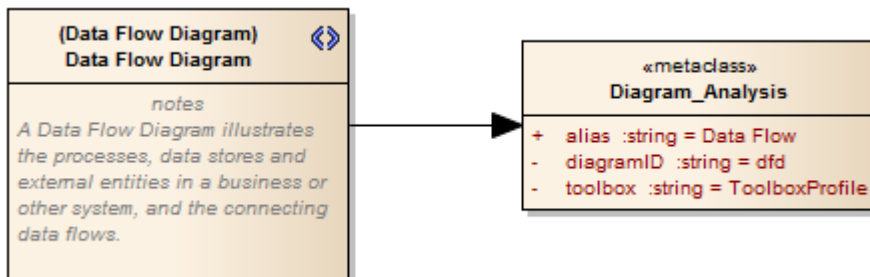 (Data Flow Diagram)
Data Flow Diagram
notes
A Data Flow Diagram illustrates
the processes, data stores and
external entities in a business or
other system, and the connecting
data flows.
«metaclass»
Diagram_Analysis
+ alias :string = Data Flow
- diagramID :string = dfd
- toolbox :string = ToolboxProfile